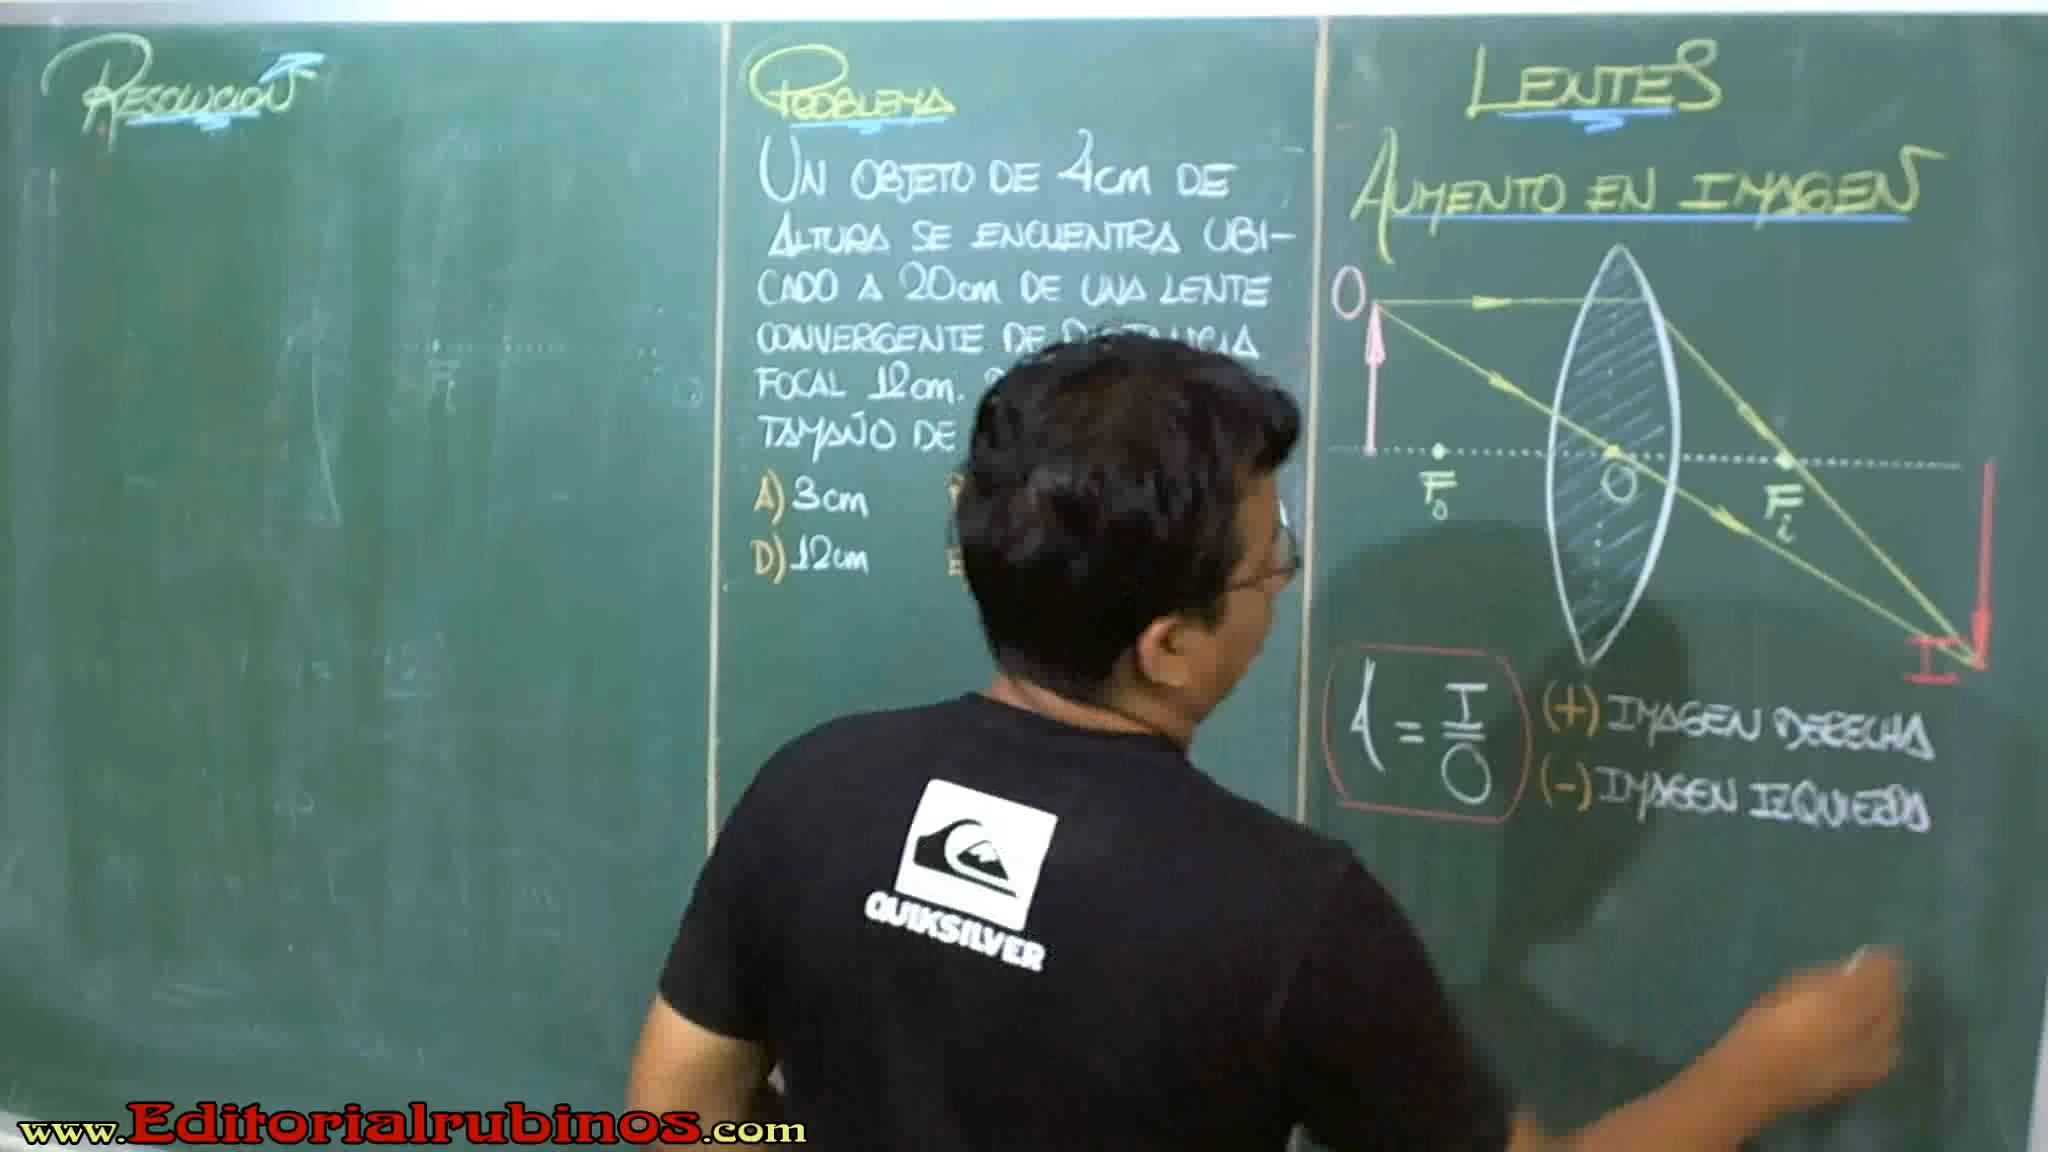 RESOLUCIÓN
PROBLEMA
UN OBJETO DE 4cm DE
ALTURA SE ENCUENTRA UBI-
CADO A 20cm DE UNA LENTE
CONVERGENTE DE DISTANCIA
FOCAL 12cm.
TAMAÑO DE
A) 3cm
D) 12cm
LENTES
AUMENTO EN IMAGEN
O
Fo
O
Fi
I
A = I/O
(+) IMAGEN DERECHA
(-) IMAGEN IZQUIERDA
QUIKSILVER
www.Editorialrubinos.com